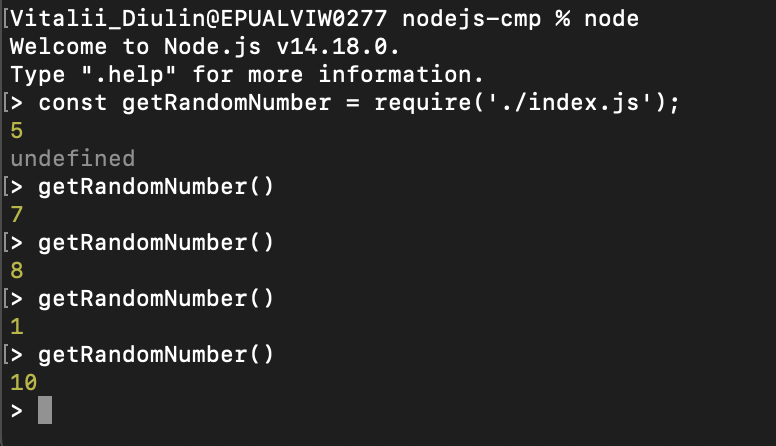 [Vitalii_Diulin@EPUALVIW0277 nodejs-cmp % node
Welcome to Node.js v14.18.0.
Type ".help" for more information.
[> const getRandomNumber = require('./index.js');
5
undefined
[> getRandomNumber()
7
[> getRandomNumber()
8
[> getRandomNumber()
1
[> getRandomNumber()
10
>